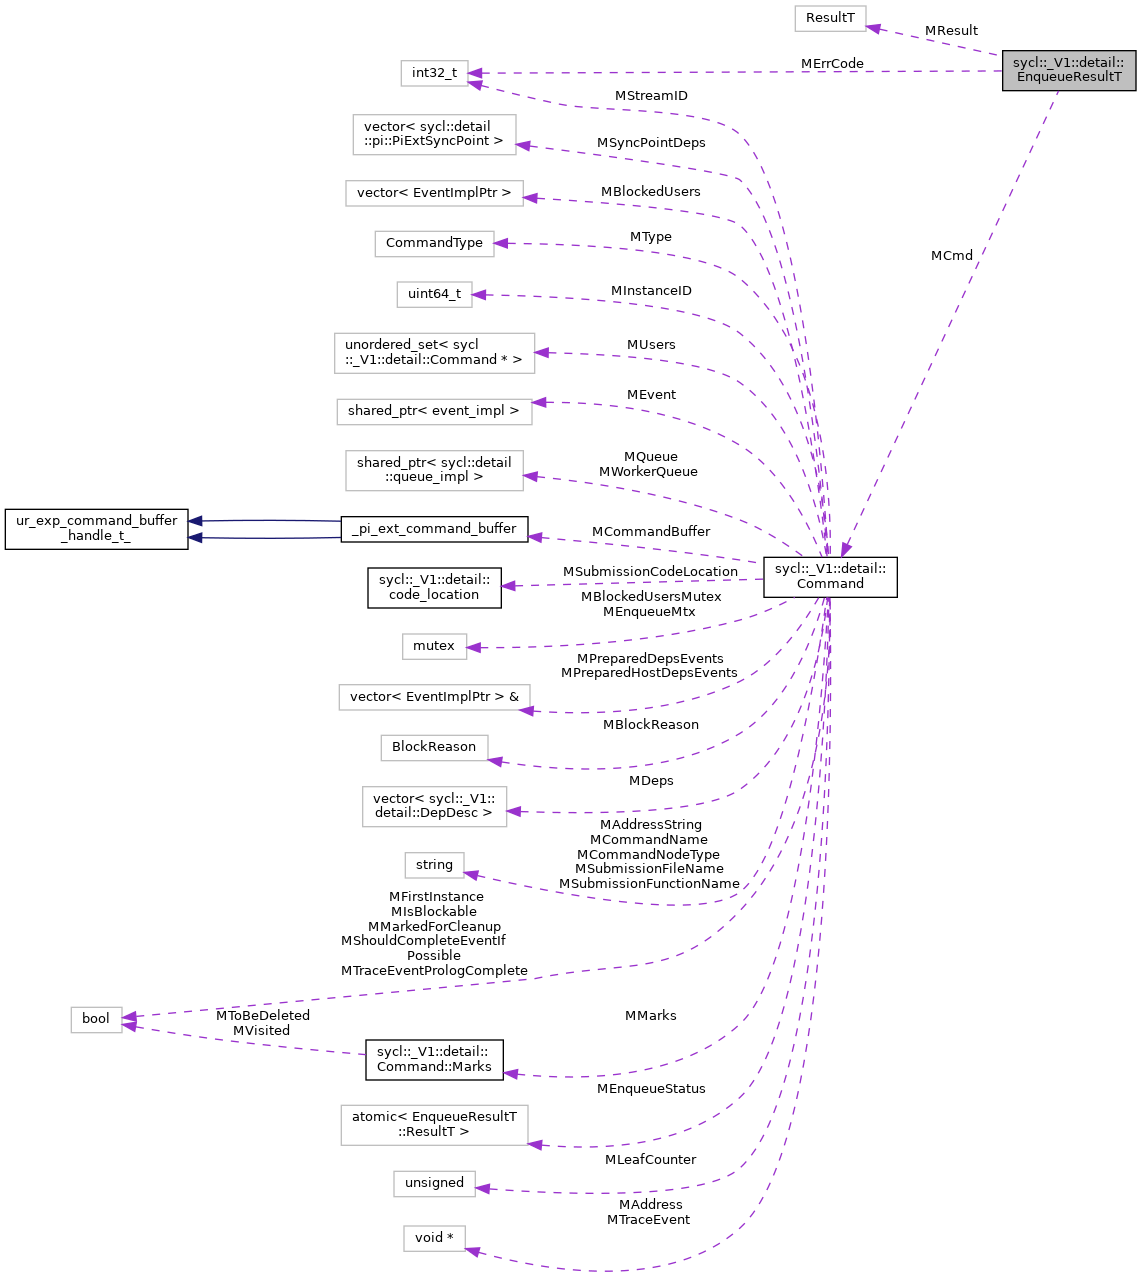 ResultT
MResult
sycl::_V1::detail::
EnqueueResultT
MErrCode
int32_t
MStreamID
vector< sycl::detail
::pi::PiExtSyncPoint >
MSyncPointDeps
vector< EventImplPtr >
MBlockedUsers
CommandType
MType
MCmd
uint64_t
MInstanceID
unordered_set< sycl
::_V1::detail::Command * >
MUsers
shared_ptr< event_impl >
MEvent
shared_ptr< sycl::detail
::queue_impl >
MQueue
MWorkerQueue
ur_exp_command_buffer
_handle_t_
_pi_ext_command_buffer
MCommandBuffer
sycl::_V1::detail::
Command
sycl::_V1::detail::
code_location
MSubmissionCodeLocation
MBlockedUsersMutex
MEnqueueMtx
mutex
MPreparedDepsEvents
MPreparedHostDepsEvents
vector< EventImplPtr > &
MBlockReason
BlockReason
MDeps
vector< sycl::_V1::
detail::DepDesc >
MAddressString
MCommandName
MCommandNodeType
MSubmissionFileName
MSubmissionFunctionName
string
MFirstInstance
MIsBlockable
MMarkedForCleanup
MShouldCompleteEventIf
Possible
MTraceEventPrologComplete
bool
MToBeDeleted
MVisited
MMarks
sycl::_V1::detail::
Command::Marks
MEnqueueStatus
atomic< EnqueueResultT
::ResultT >
MLeafCounter
unsigned
MAddress
MTraceEvent
void *